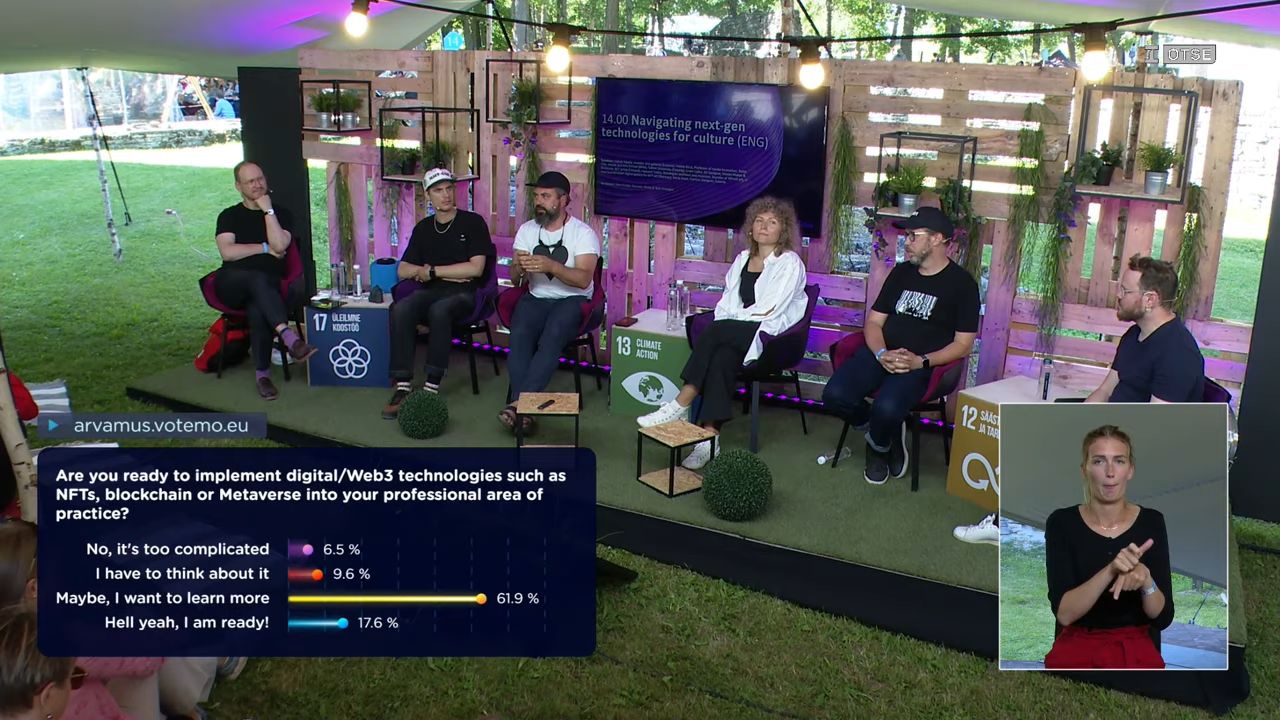 OTSE
14.00 Navigating next-gen
technologies for culture (ENG)
17 ÜLEILMNE
KOOSTÖÖ
13 CLIMATE
ACTION
12
arvamus.votemo.eu
Are you ready to implement digital/Web3 technologies such as
NFTs, blockchain or Metaverse into your professional area of
practice?
No, it's too complicated 6.5 %
I have to think about it 9.6 %
Maybe, I want to learn more 61.9 %
Hell yeah, I am ready! 17.6 %